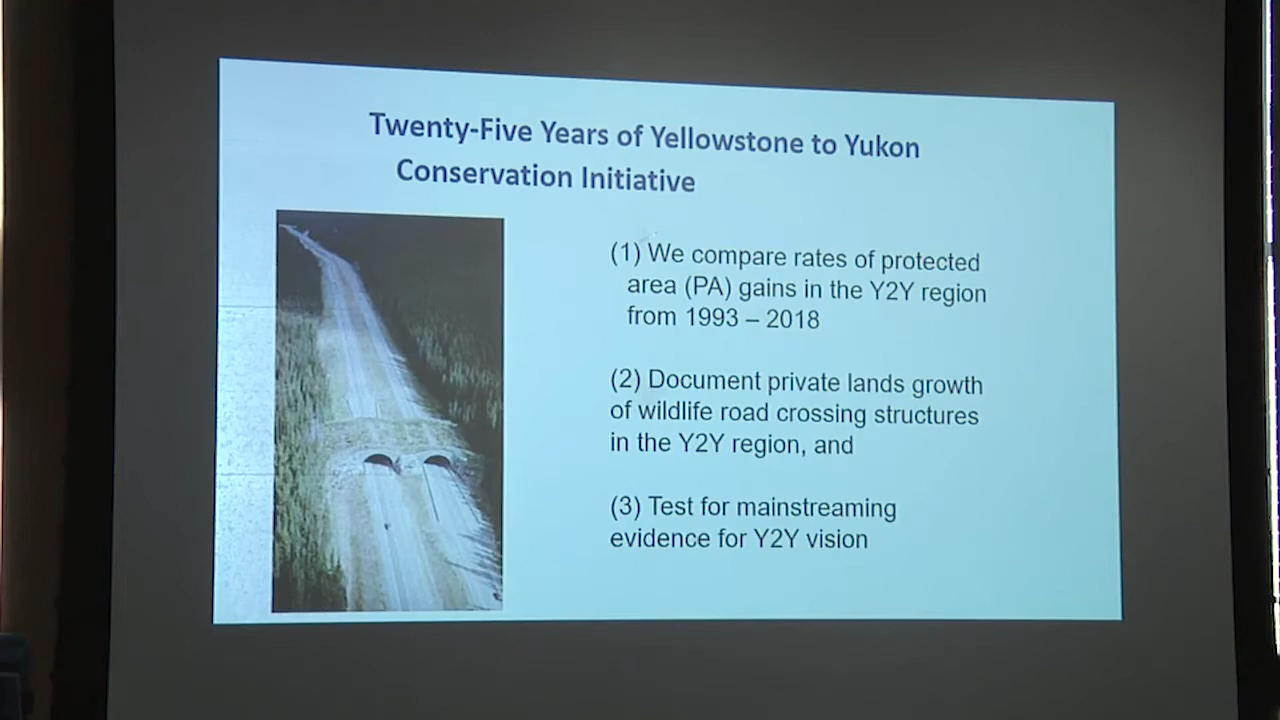 Twenty-Five Years of Yellowstone to Yukon
Conservation Initiative
(1) We compare rates of protected
area (PA) gains in the Y2Y region
from 1993 – 2018
(2) Document private lands growth
of wildlife road crossing structures
in the Y2Y region, and
(3) Test for mainstreaming
evidence for Y2Y vision